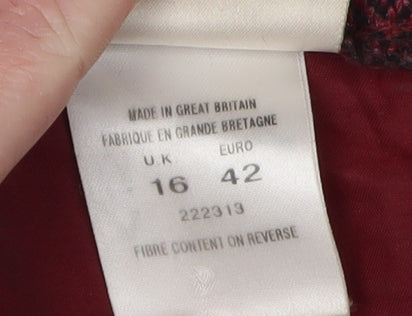 MADE IN GREAT BRITAIN
FABRIQUE EN GRANDE BRETAGNE
U.K EURO
16 42
222313
FIBRE CONTENT ON REVERSE